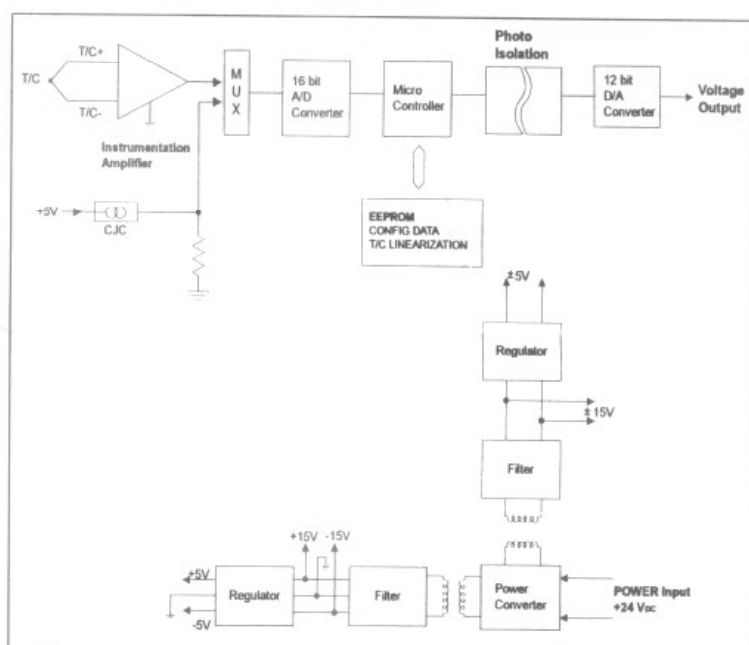 T/C
T/C+
T/C-
Instrumentation
Amplifier
M
U
X
16 bit
A/D
Converter
Micro
Controller
Photo
Isolation
12 bit
D/A
Converter
Voltage
Output
+5V
CJC
EEPROM
CONFIG DATA
T/C LINEARIZATION
±5V
Regulator
± 15V
Filter
+15V
-15V
+5V
-5V
Regulator
Filter
Power
Converter
POWER Input
+24 VDC